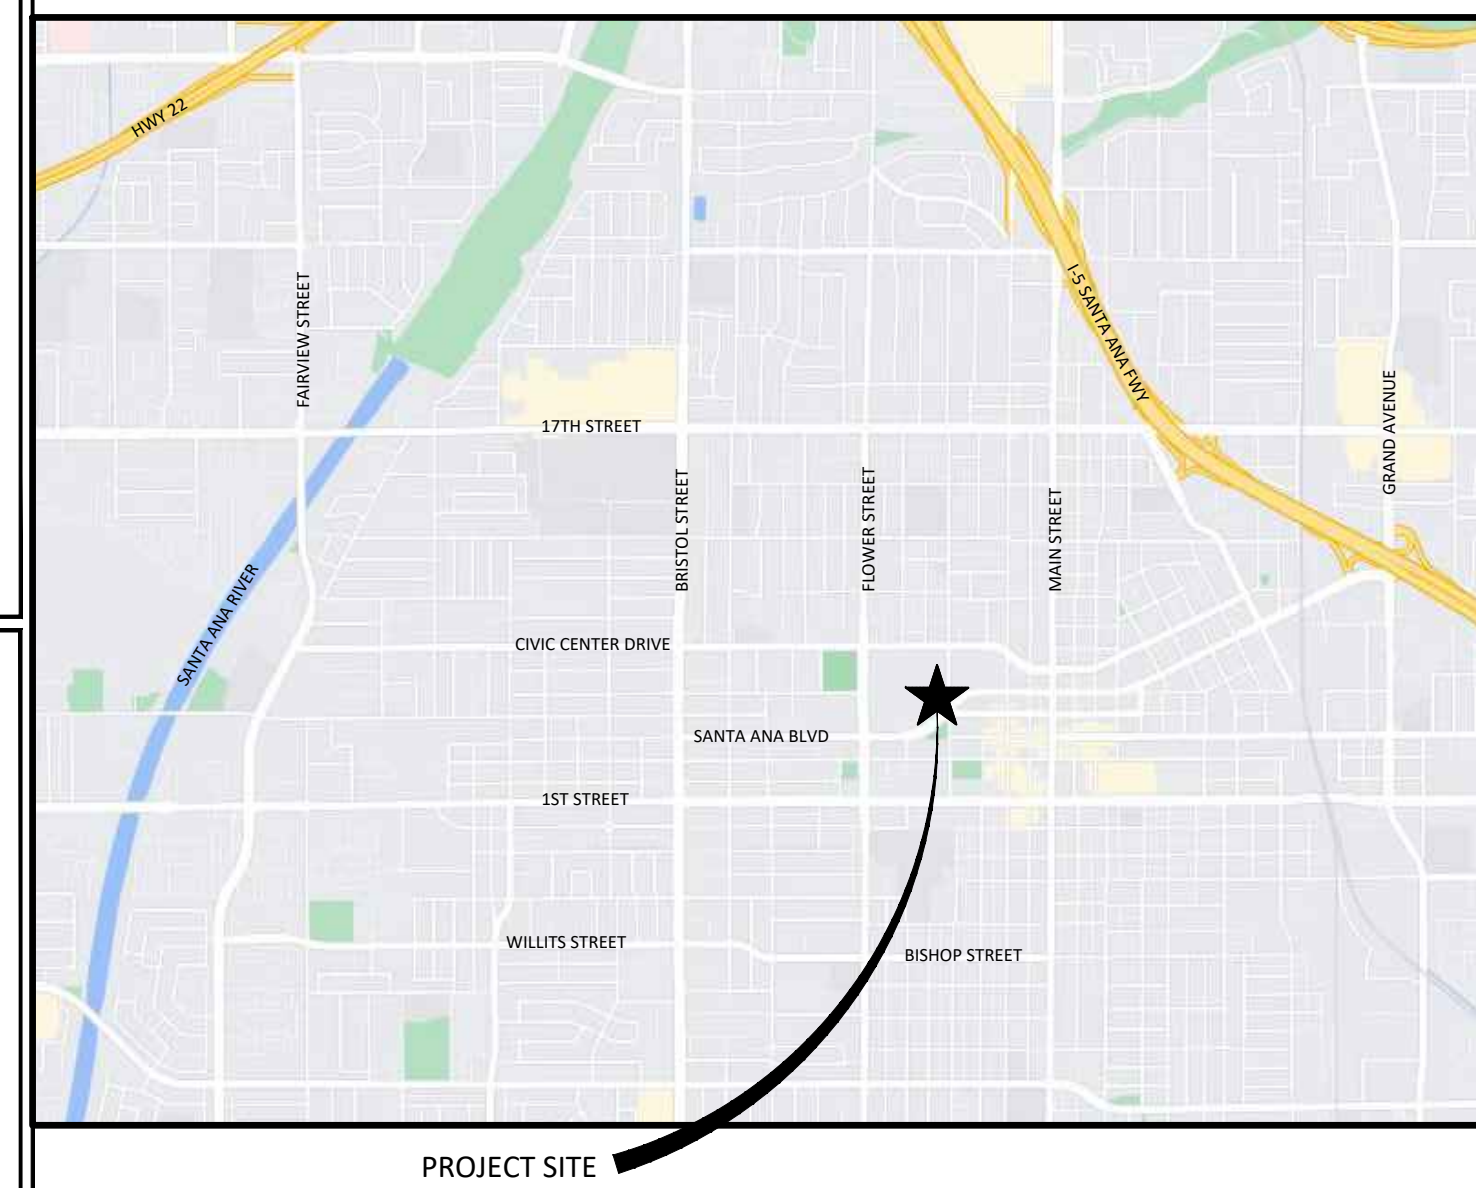 HWY 22
I-5 SANTA ANA FWY
FAIRVIEW STREET
GRAND AVENUE
17TH STREET
BRISTOL STREET
FLOWER STREET
MAIN STREET
SANTA ANA RIVER
CIVIC CENTER DRIVE
SANTA ANA BLVD
1ST STREET
WILLITS STREET
BISHOP STREET
PROJECT SITE